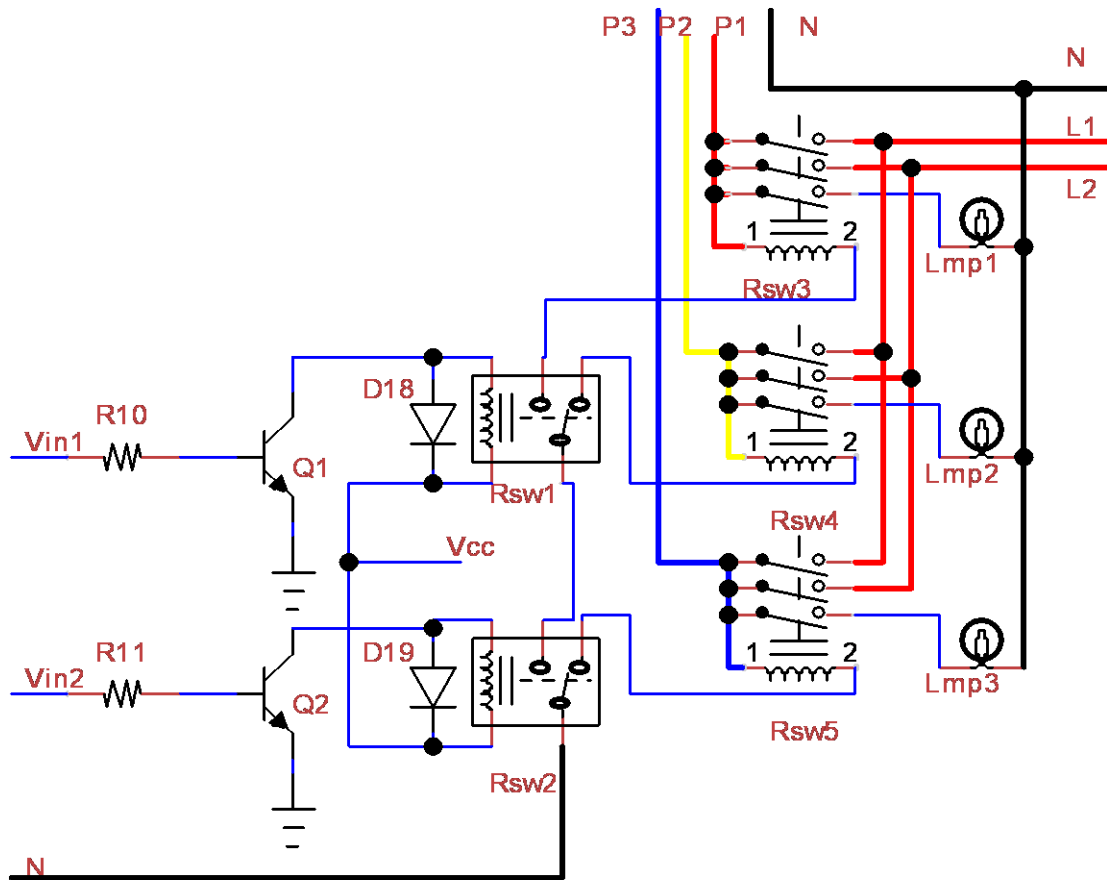 P3 P2 P1 N
N
L1
L2
1 2
Lmp1
Rsw3
D18
R10
Vin1
Q1
Rsw1
1 2
Lmp2
Rsw4
Vcc
R11
D19
1 2
Vin2
Q2
Lmp3
Rsw5
Rsw2
N